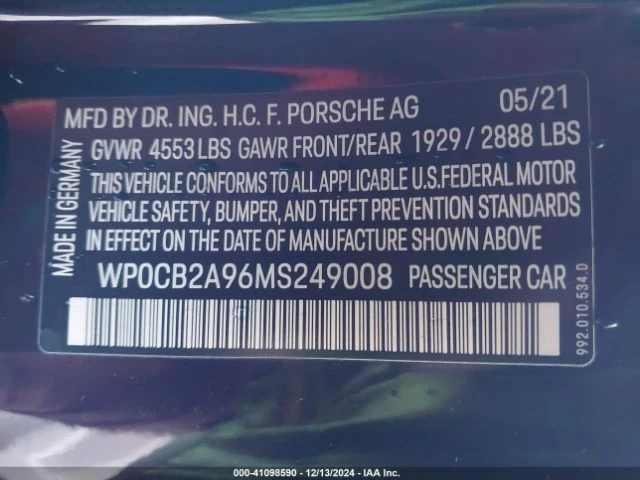 MFD BY DR. ING. H.C. F. PORSCHE AG 05/21
GVWR 4553 LBS GAWR FRONT/REAR 1929 / 2888 LBS
THIS VEHICLE CONFORMS TO ALL APPLICABLE U.S.FEDERAL MOTOR
VEHICLE SAFETY, BUMPER, AND THEFT PREVENTION STANDARDS
IN EFFECT ON THE DATE OF MANUFACTURE SHOWN ABOVE
WP0CB2A96MS249008 PASSENGER CAR
MADE IN GERMANY
992.010.534.D
000-41098590 - 12/13/2024 - IAA Inc.